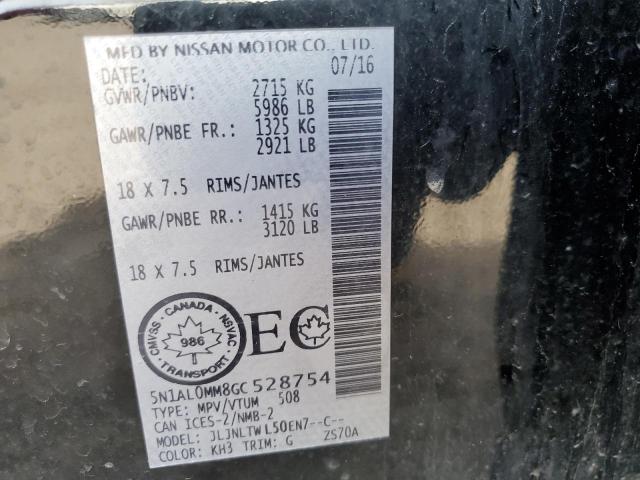 MFD BY NISSAN MOTOR CO., LTD.
DATE: 07/16
GVWR/PNBV: 2715 KG
5986 LB
GAWR/PNBE FR.: 1325 KG
2921 LB
18 X 7.5 RIMS/JANTES
GAWR/PNBE RR.: 1415 KG
3120 LB
18 X 7.5 RIMS/JANTES
CANADA
CMVSS
NSVAC
986
TRANSPORT
EC
5N1AL0MM8GC528754
TYPE: MPV/VTUM 508
CAN ICES-2/NMB-2
MODEL: JLJNLTWL50EN7--C--
COLOR: KH3 TRIM: G ZS70A